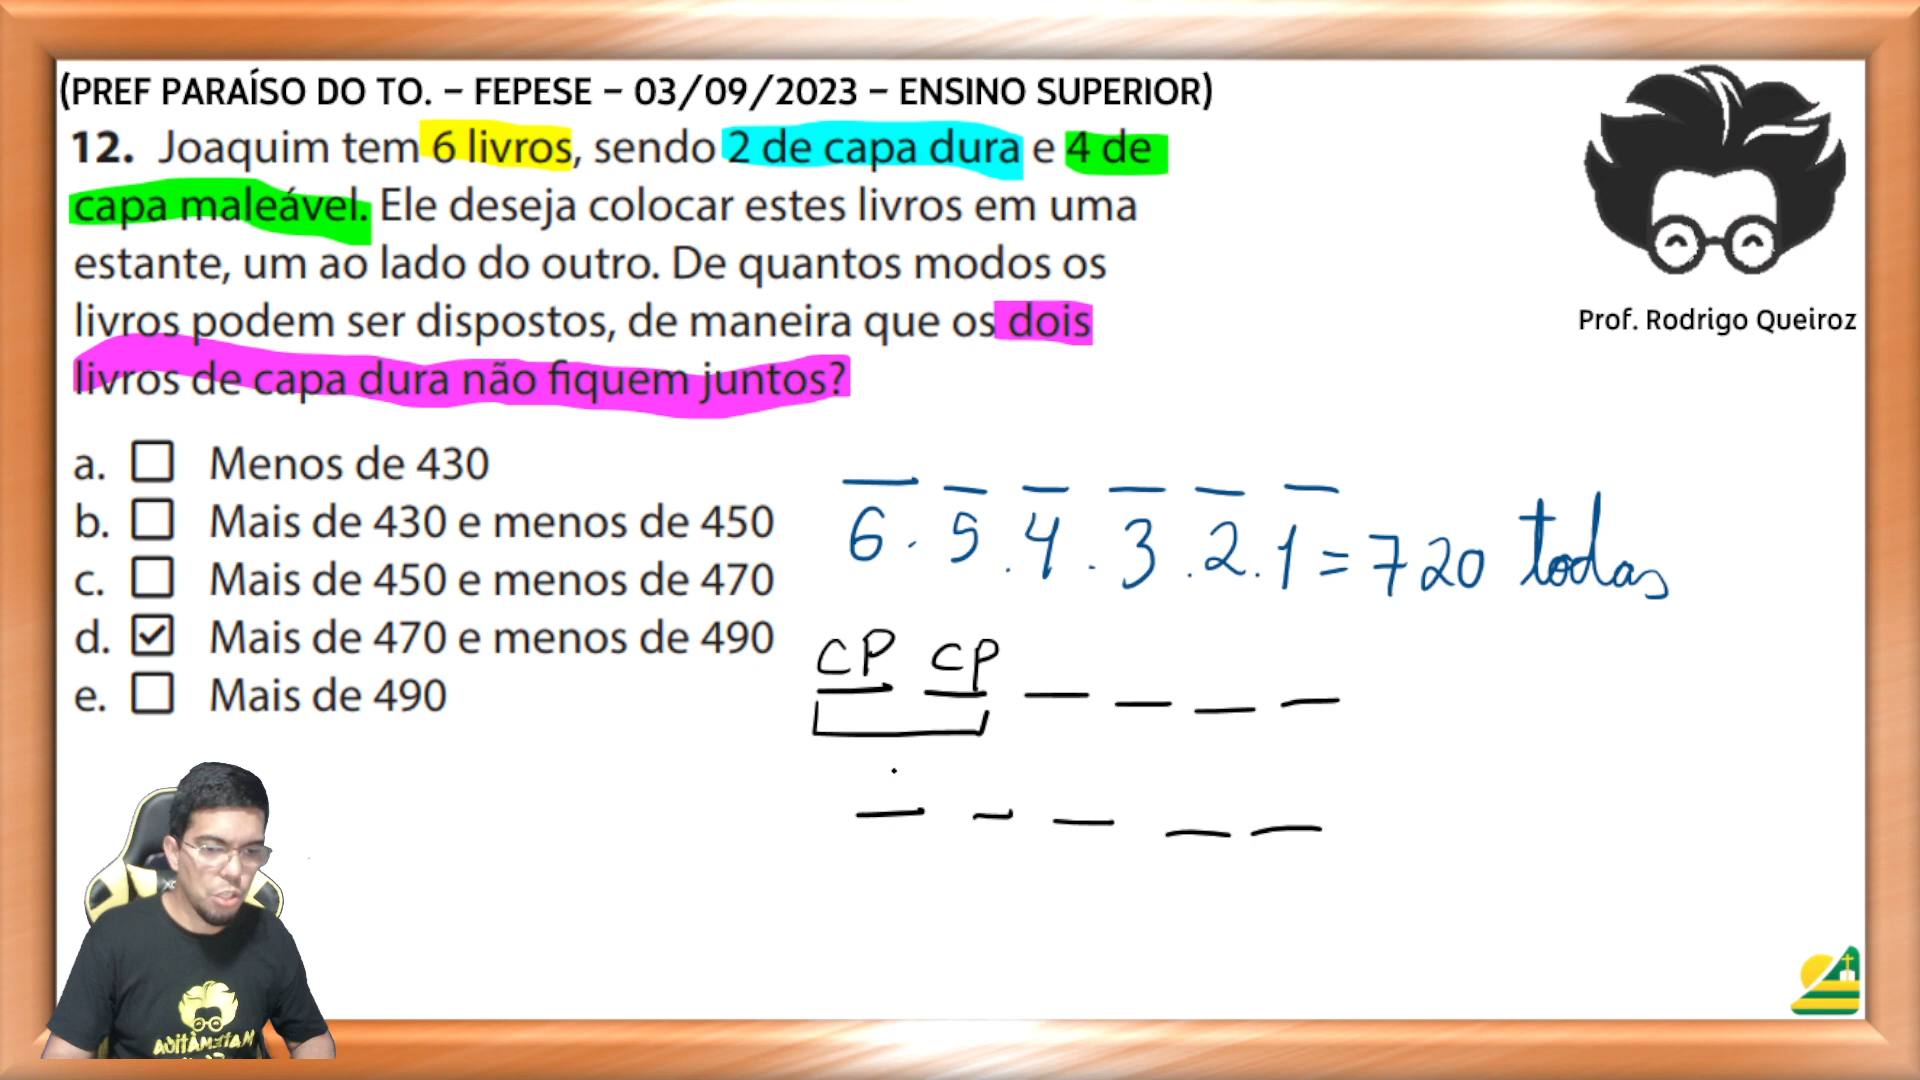 (PREF PARAÍSO DO TO. – FEPESE – 03/09/2023 – ENSINO SUPERIOR)
12. Joaquim tem 6 livros, sendo 2 de capa dura e 4 de
capa maleável. Ele deseja colocar estes livros em uma
estante, um ao lado do outro. De quantos modos os
livros podem ser dispostos, de maneira que os dois
livros de capa dura não fiquem juntos?
Prof. Rodrigo Queiroz
a. Menos de 430
b. Mais de 430 e menos de 450
c. Mais de 450 e menos de 470
d. Mais de 470 e menos de 490
e. Mais de 490
6 . 5 . 4 . 3 . 2 . 1 = 720 todas
CP CP